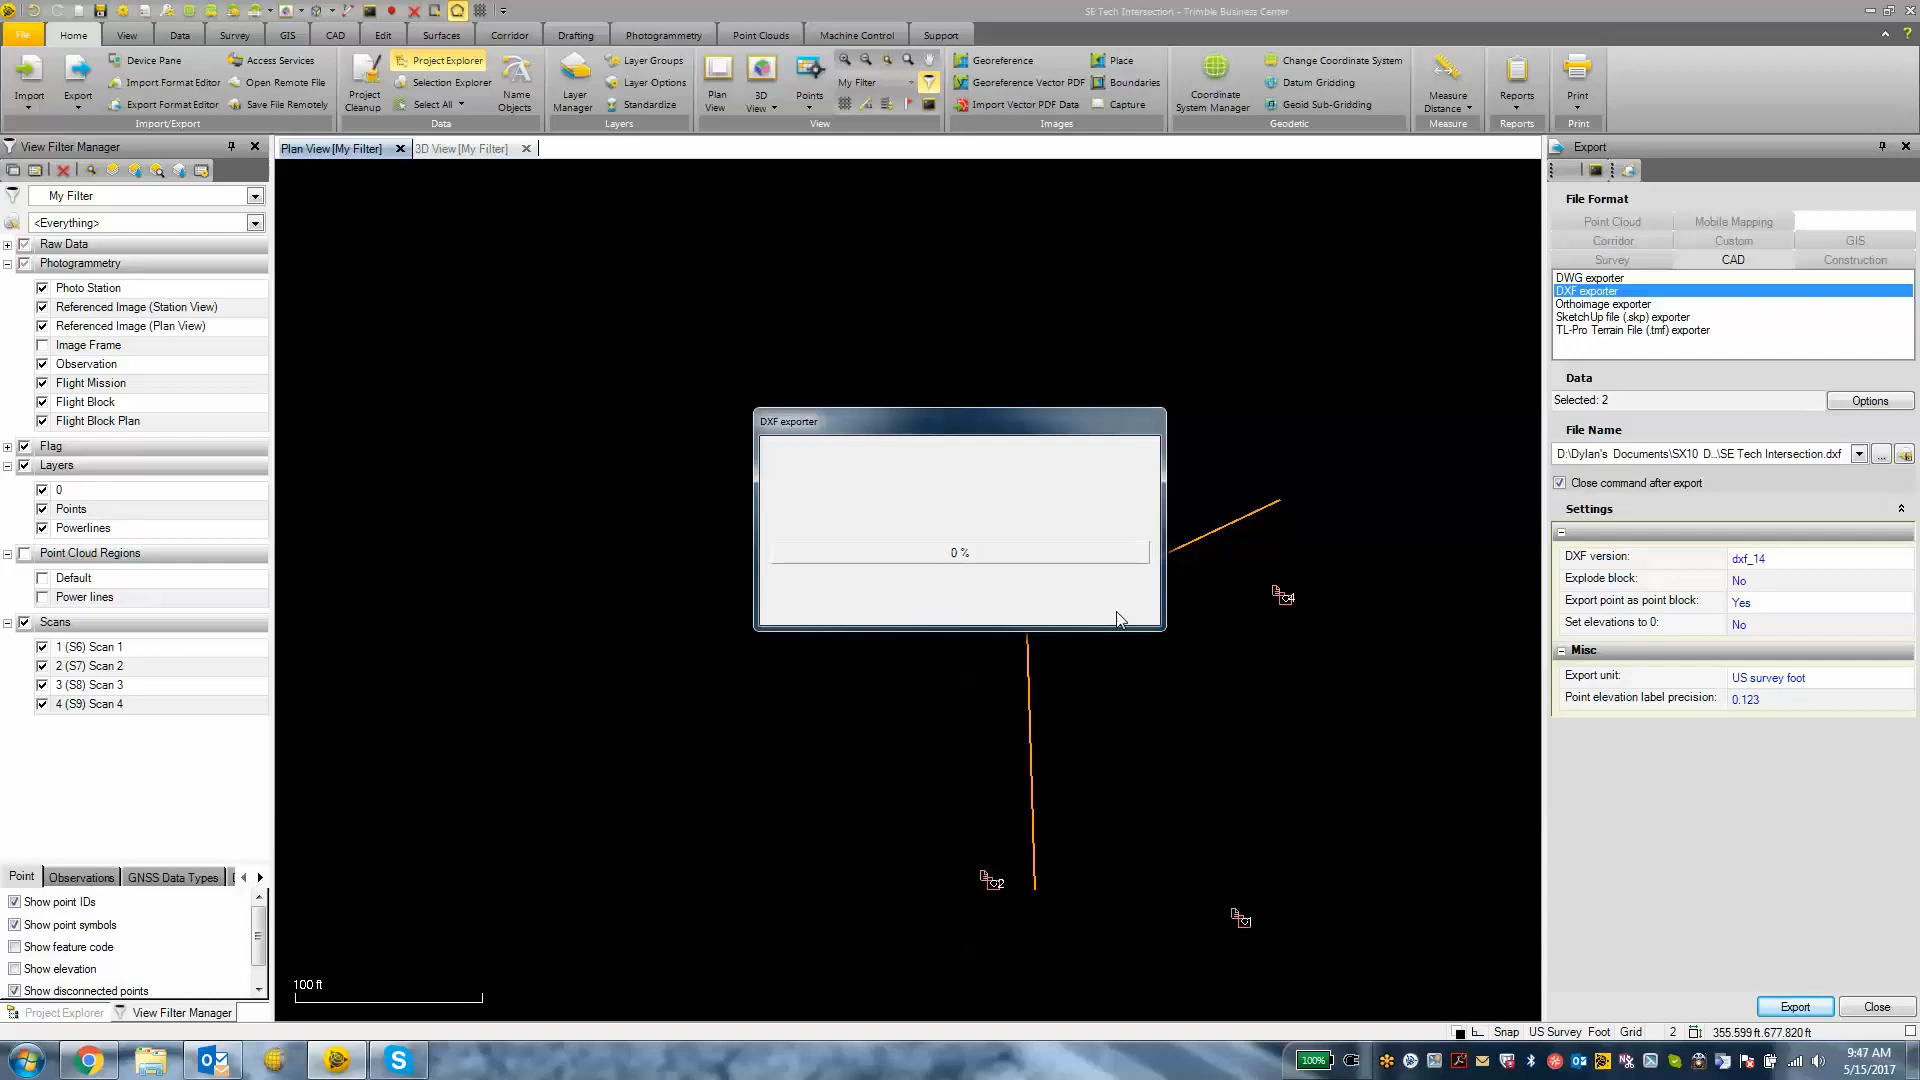 SE Tech Intersection - Trimble Business Center
File Home View Data Survey GIS CAD Edit Surfaces Corridor Drafting Photogrammetry Point Clouds Machine Control Support
Import Export
Device Pane
Import Format Editor
Export Format Editor
Access Services
Open Remote File
Save File Remotely
Import/Export
Project Cleanup
Project Explorer
Selection Explorer
Select All
Name Objects
Data
Layer Manager
Layer Groups
Layer Options
Standardize
Layers
Plan View
3D View
Points
My Filter
View
Georeference
Georeference Vector PDF
Import Vector PDF Data
Place
Boundaries
Capture
Images
Coordinate System Manager
Change Coordinate System
Datum Gridding
Geoid Sub-Gridding
Geodetic
Measure Distance
Measure
Reports
Reports
Print
Print
View Filter Manager
My Filter
<Everything>
Raw Data
Photogrammetry
Photo Station
Referenced Image (Station View)
Referenced Image (Plan View)
Image Frame
Observation
Flight Mission
Flight Block
Flight Block Plan
Flag
Layers
0
Points
Powerlines
Point Cloud Regions
Default
Power lines
Scans
1 (S6) Scan 1
2 (S7) Scan 2
3 (S8) Scan 3
4 (S9) Scan 4
Point Observations GNSS Data Types
Show point IDs
Show point symbols
Show feature code
Show elevation
Show disconnected points
Project Explorer View Filter Manager
Plan View[My Filter] 3D View[My Filter]
DXF exporter
0 %
4
2
1
100 ft
Export
File Format
Point Cloud Mobile Mapping
Corridor Custom GIS
Survey CAD Construction
DWG exporter
DXF exporter
Orthoimage exporter
SketchUp file (.skp) exporter
TL-Pro Terrain File (.tmf) exporter
Data
Selected: 2 Options
File Name
D:\Dylan's Documents\SX10 D...\SE Tech Intersection.dxf
...
Close command after export
Settings
DXF version: dxf_14
Explode block: No
Export point as point block: Yes
Set elevations to 0: No
Misc
Export unit: US survey foot
Point elevation label precision: 0.123
Export Close
Snap US Survey Foot Grid 2 355.599 ft,677.820 ft
100%
9:47 AM
5/15/2017